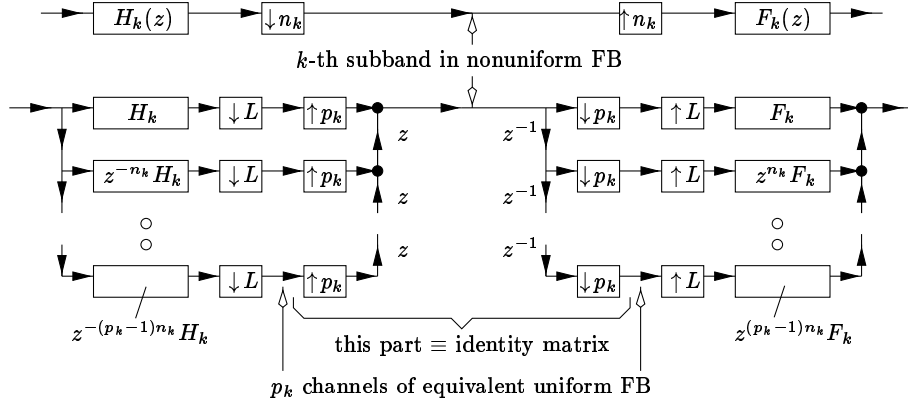 H_k(z) ↓n_k ↑n_k F_k(z)
k-th subband in nonuniform FB
H_k ↓L ↑p_k ↓p_k ↑L F_k
z z^{-1}
z^{-n_k}H_k ↓L ↑p_k ↓p_k ↑L z^{n_k}F_k
z z^{-1}
z z^{-1}
↓L ↑p_k ↓p_k ↑L
z^{-(p_k-1)n_k}H_k z^{(p_k-1)n_k}F_k
this part ≡ identity matrix
p_k channels of equivalent uniform FB